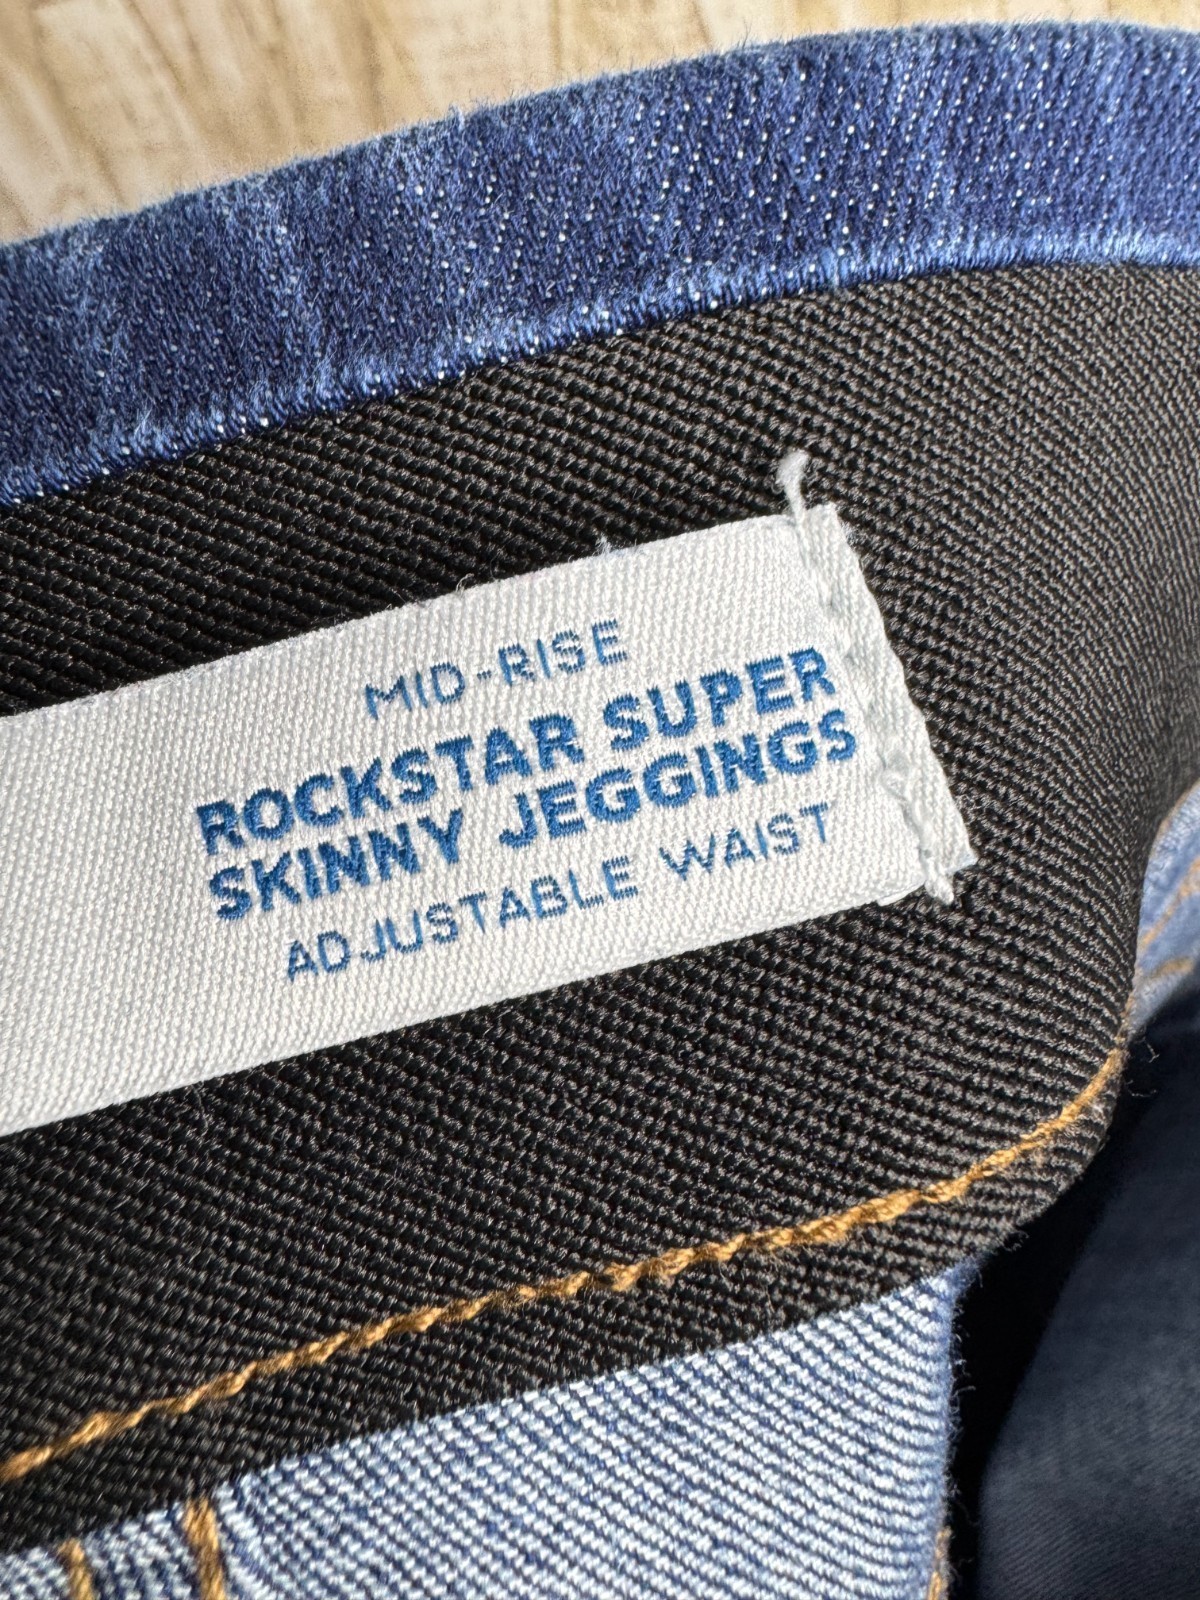 MID-RISE
ROCKSTAR SUPER
SKINNY JEGGINGS
ADJUSTABLE WAIST